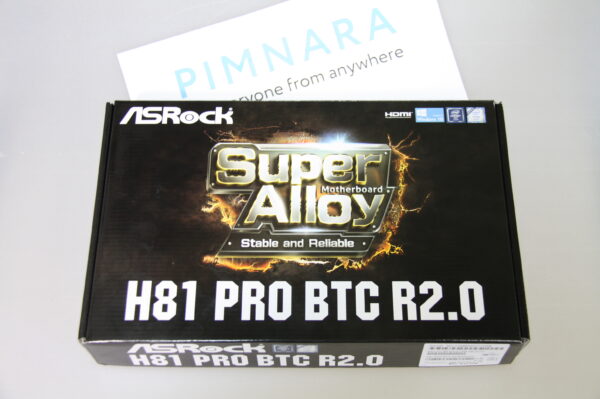 PIMNARA
ryone from anywhere
ASRock
HDMI
Super
Motherboard
Alloy
Stable and Reliable
H81 PRO BTC R2.0
ASRock
H81 PRO BTC R2.0